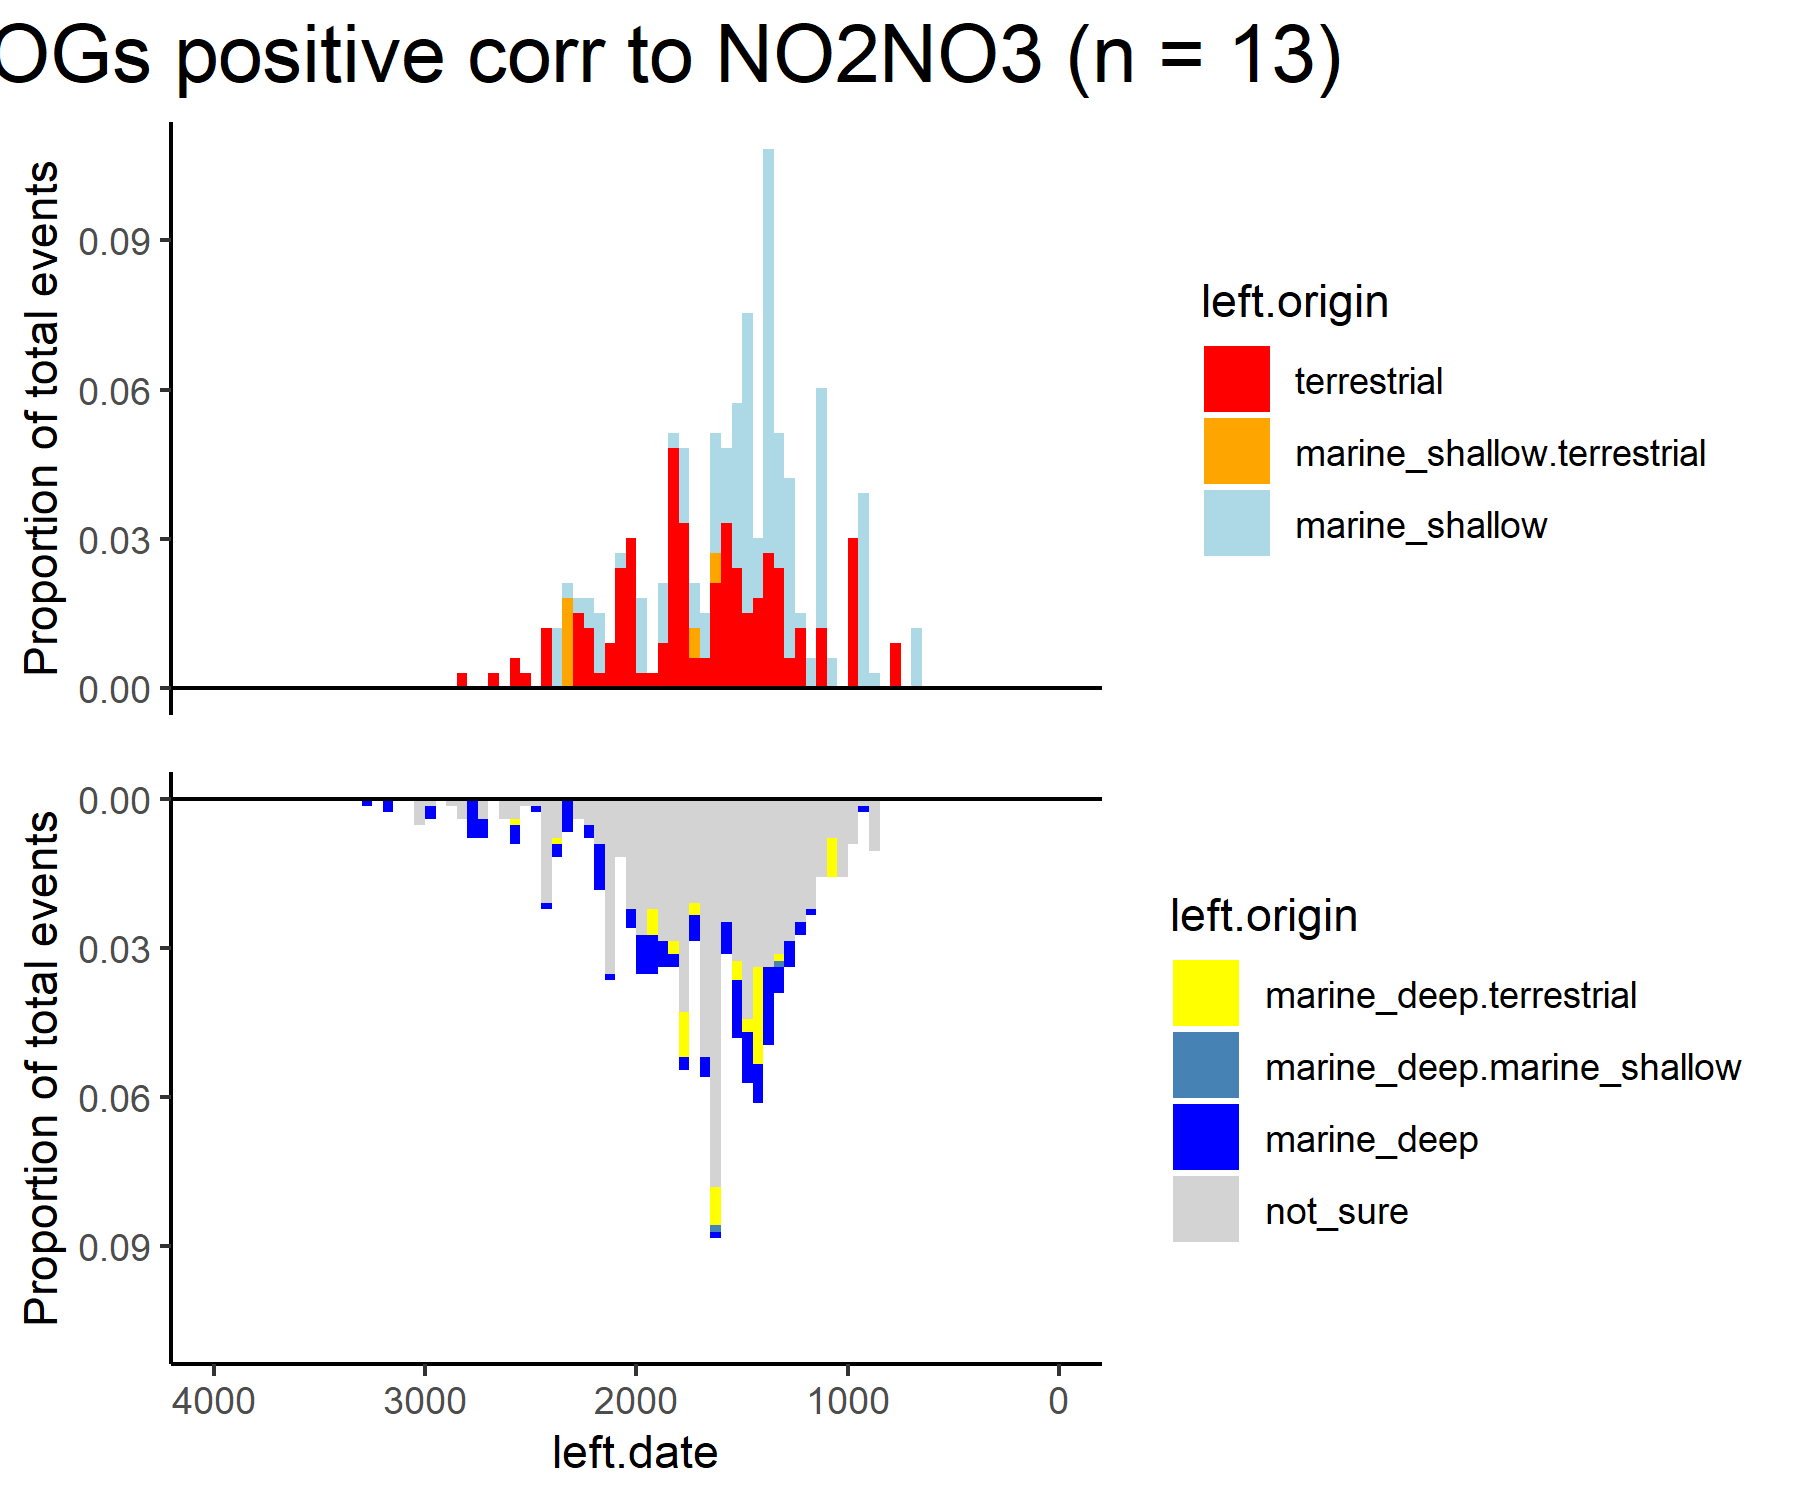 OGs positive corr to NO2NO3 (n = 13)
Proportion of total events
0.09
0.06
0.03
0.00
left.origin
terrestrial
marine_shallow.terrestrial
marine_shallow
Proportion of total events
0.00
0.03
0.06
0.09
left.origin
marine_deep.terrestrial
marine_deep.marine_shallow
marine_deep
not_sure
4000 3000 2000 1000 0
left.date